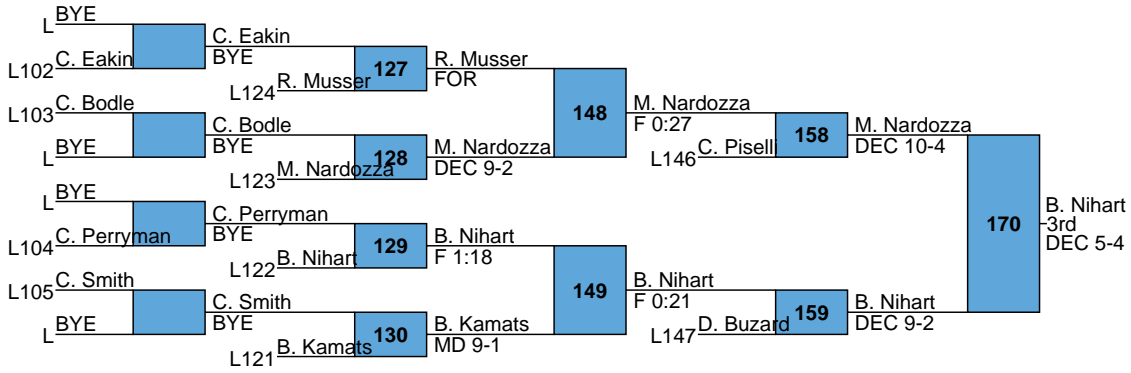 L BYE
L102 C. Eakin
C. Eakin
BYE
L124 R. Musser
127
R. Musser
FOR
L103 C. Bodle
L BYE
C. Bodle
BYE
L123 M. Nardozza
128
M. Nardozza
DEC 9-2
148
M. Nardozza
F 0:27
L146 C. Piselli
158
M. Nardozza
DEC 10-4
L BYE
L104 C. Perryman
C. Perryman
BYE
L122 B. Nihart
129
B. Nihart
F 1:18
L105 C. Smith
L BYE
C. Smith
BYE
L121 B. Kamats
130
B. Kamats
MD 9-1
149
B. Nihart
F 0:21
L147 D. Buzard
159
B. Nihart
DEC 9-2
170
B. Nihart
3rd
DEC 5-4